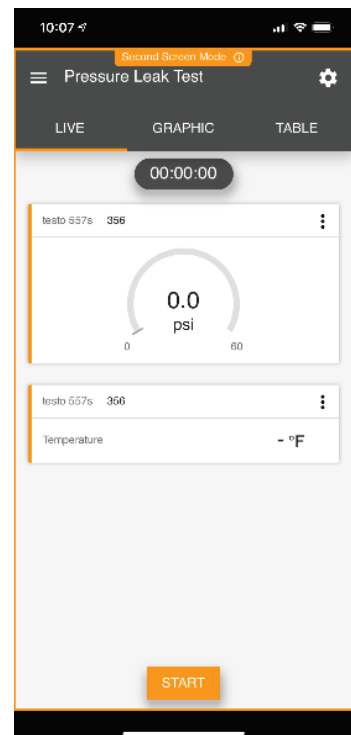 10:07
Second Screen Mode
Pressure Leak Test
LIVE GRAPHIC TABLE
00:00:00
testo 557s 356
0.0
psi
0 60
testo 557s 356
Temperature - °F
START